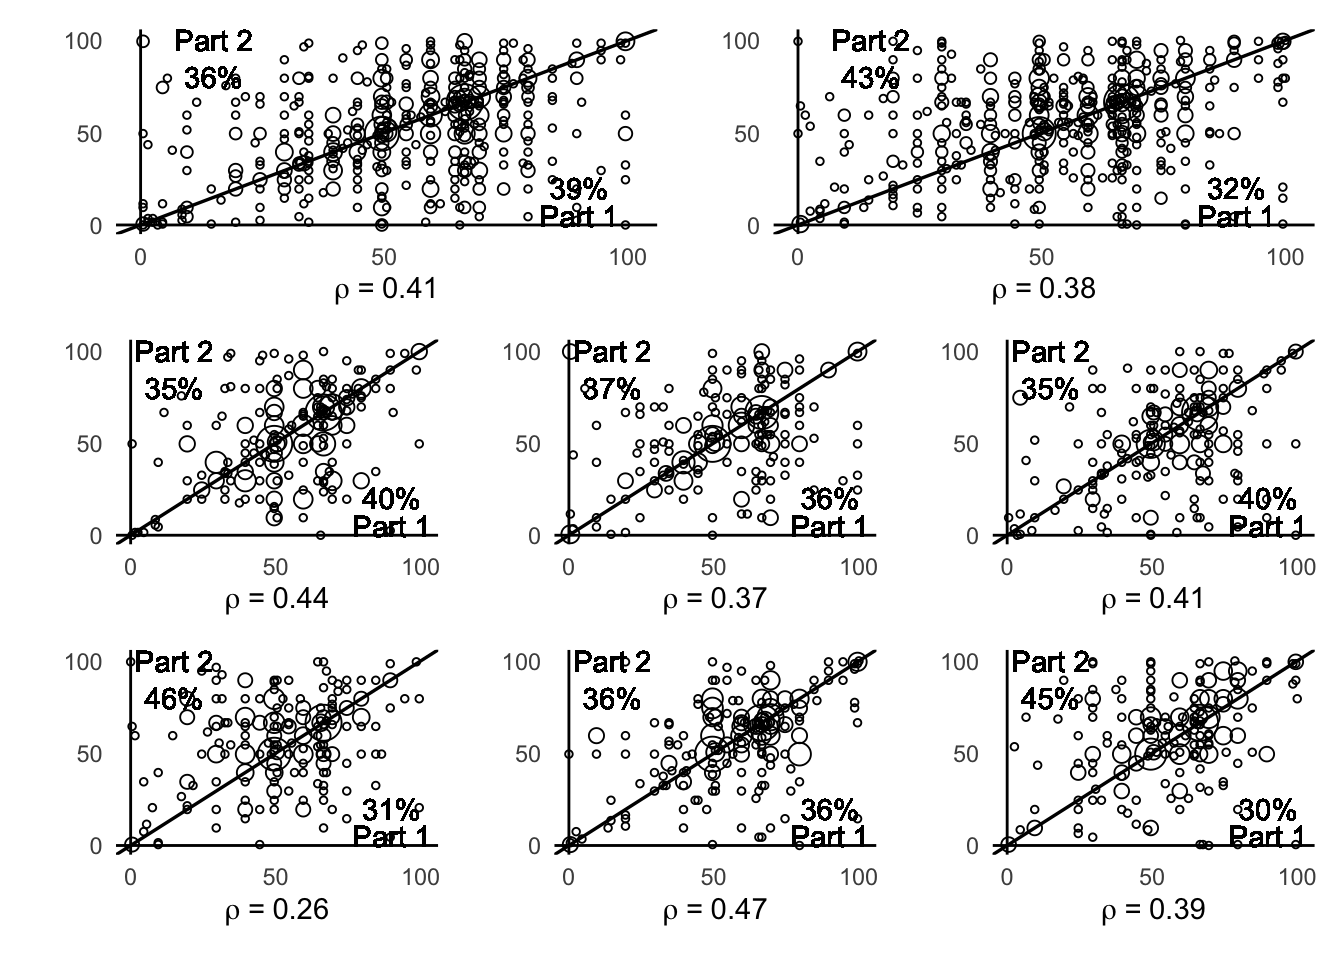 100 Part 2 100 Part 2
36% 43%
50 50
39% 32%
0 Part 1 0 Part 1
0 50 100 0 50 100
ρ = 0.41 ρ = 0.38
100 Part 2 100 Part 2 100 Part 2
35% 37% 35%
50 50 50
40% 36% 40%
0 Part 1 0 Part 1 0 Part 1
0 50 100 0 50 100 0 50 100
ρ = 0.44 ρ = 0.37 ρ = 0.41
100 Part 2 100 Part 2 100 Part 2
46% 36% 45%
50 50 50
31% 36% 30%
0 Part 1 0 Part 1 0 Part 1
0 50 100 0 50 100 0 50 100
ρ = 0.26 ρ = 0.47 ρ = 0.39